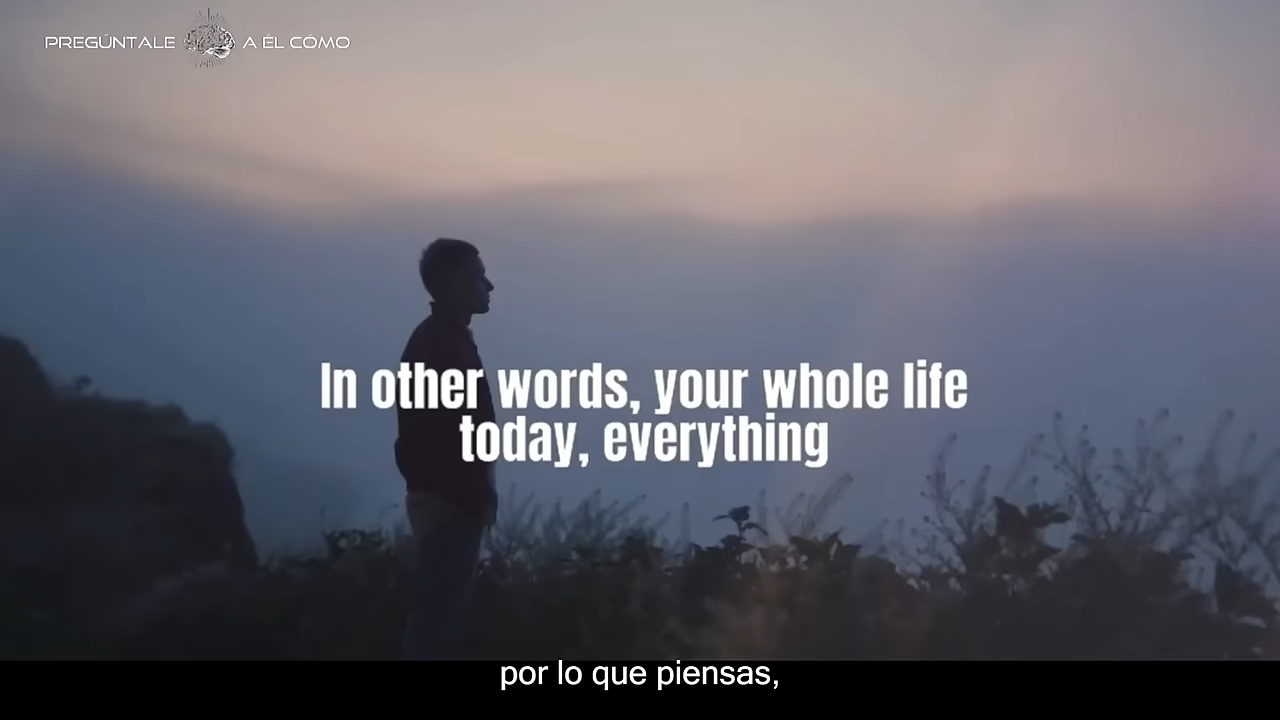 PREGÚNTALE A ÉL CÓMO
In other words, your whole life
today, everything
por lo que piensas,